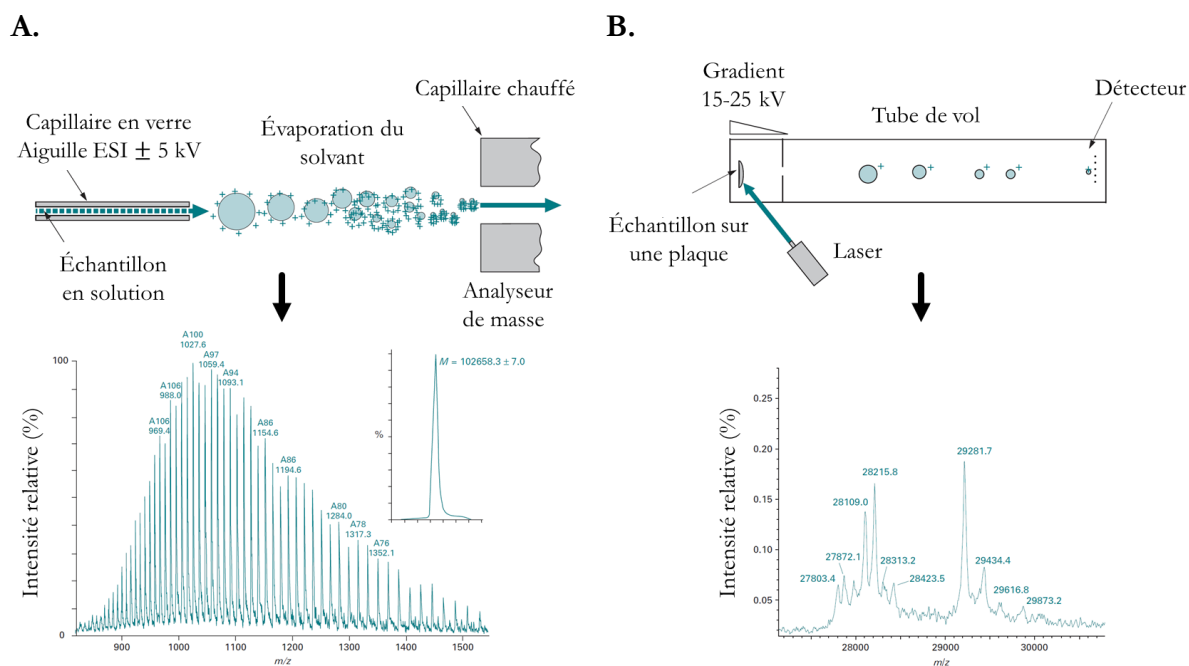 A.
Capillaire en verre
Aiguille ESI ± 5 kV
Évaporation du
solvant
Capillaire chauffé
Échantillon
en solution
Analyseur
de masse
Intensité relative (%)
100
0
A106
969.4
A106
988.0
A100
1027.6
A97
1059.4
A94
1093.1
A86
1154.6
A86
1194.6
A80
1284.0
A78
1317.3
A76
1352.1
900
1000
1100
1200
1300
1400
1500
m/z
%
M = 102658.3 ± 7.0
B.
Gradient
15-25 kV
Tube de vol
Détecteur
Échantillon sur
une plaque
Laser
Intensité relative (%)
0.25
0.20
0.15
0.10
0.05
27803.4
27872.1
28109.0
28215.8
28313.2
28423.5
29281.7
29434.4
29616.8
29873.2
28000
29000
30000
m/z